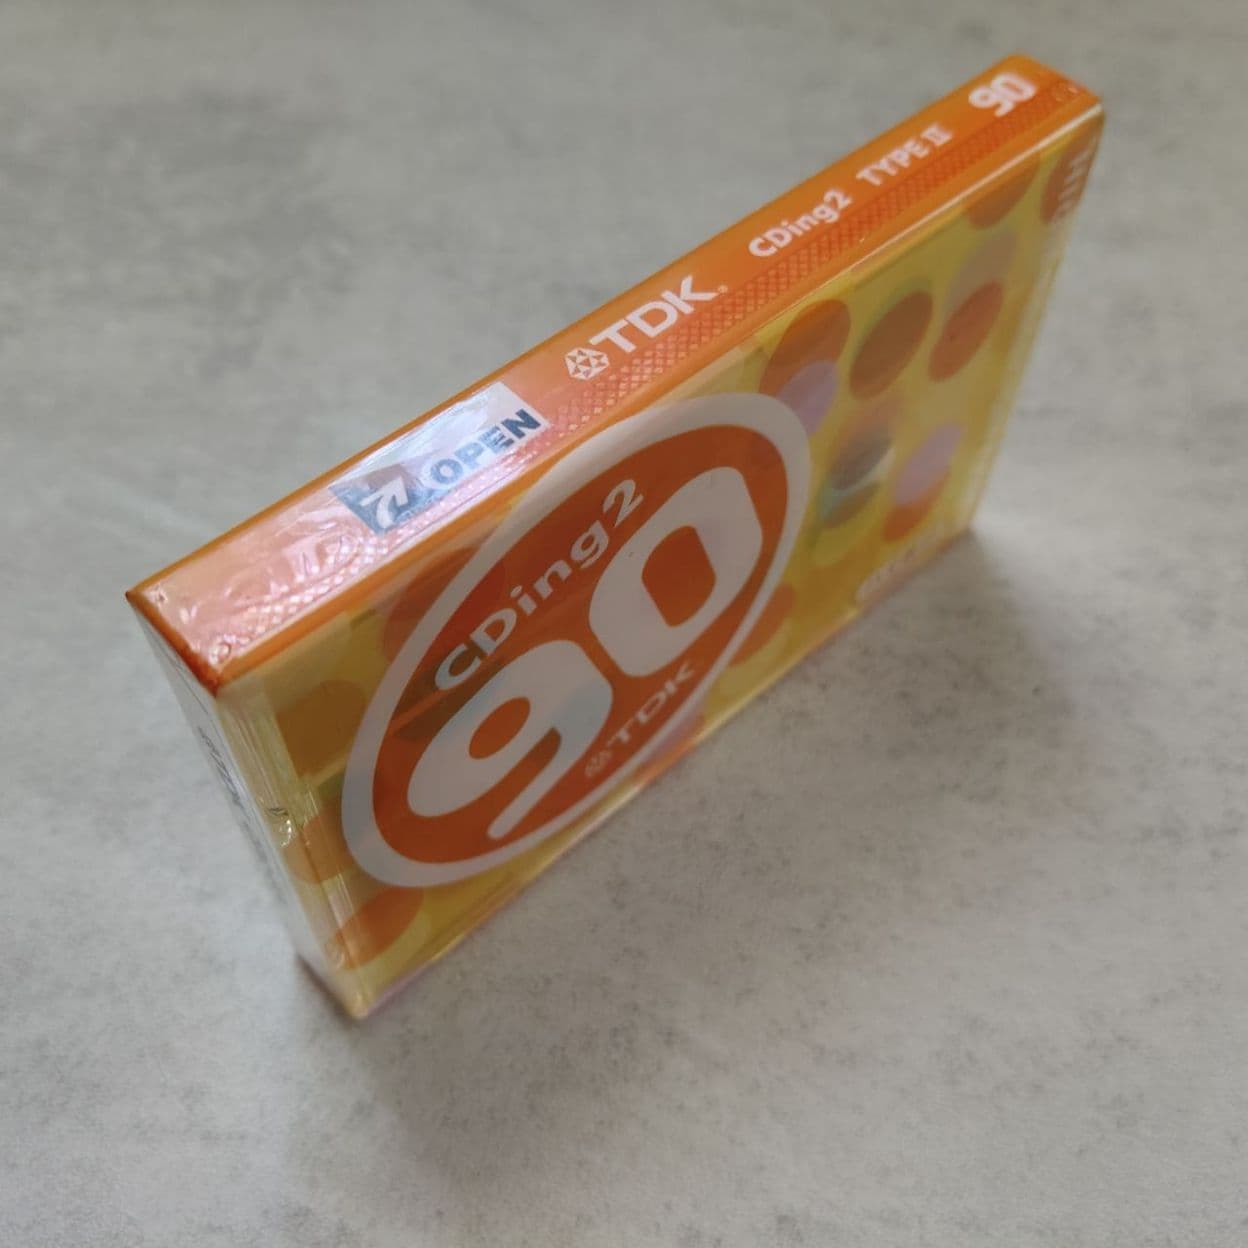 OPEN
TDK
CDing2 TYPE II 90
CDing2
90
TDK